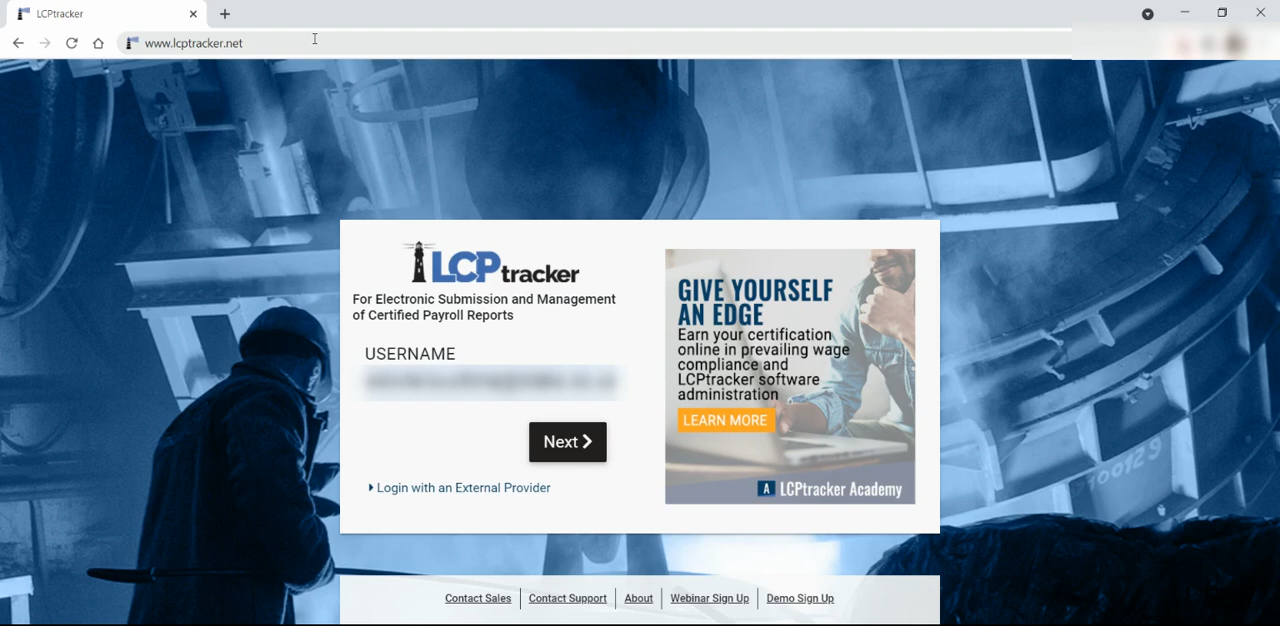 LCPtracker
www.lcptracker.net
LCPtracker
For Electronic Submission and Management
of Certified Payroll Reports
USERNAME
Next
Login with an External Provider
GIVE YOURSELF
AN EDGE
Earn your certification
online in prevailing wage
compliance and
LCPtracker software
administration
LEARN MORE
A LCPtracker Academy
100129
Contact Sales
Contact Support
About
Webinar Sign Up
Demo Sign Up